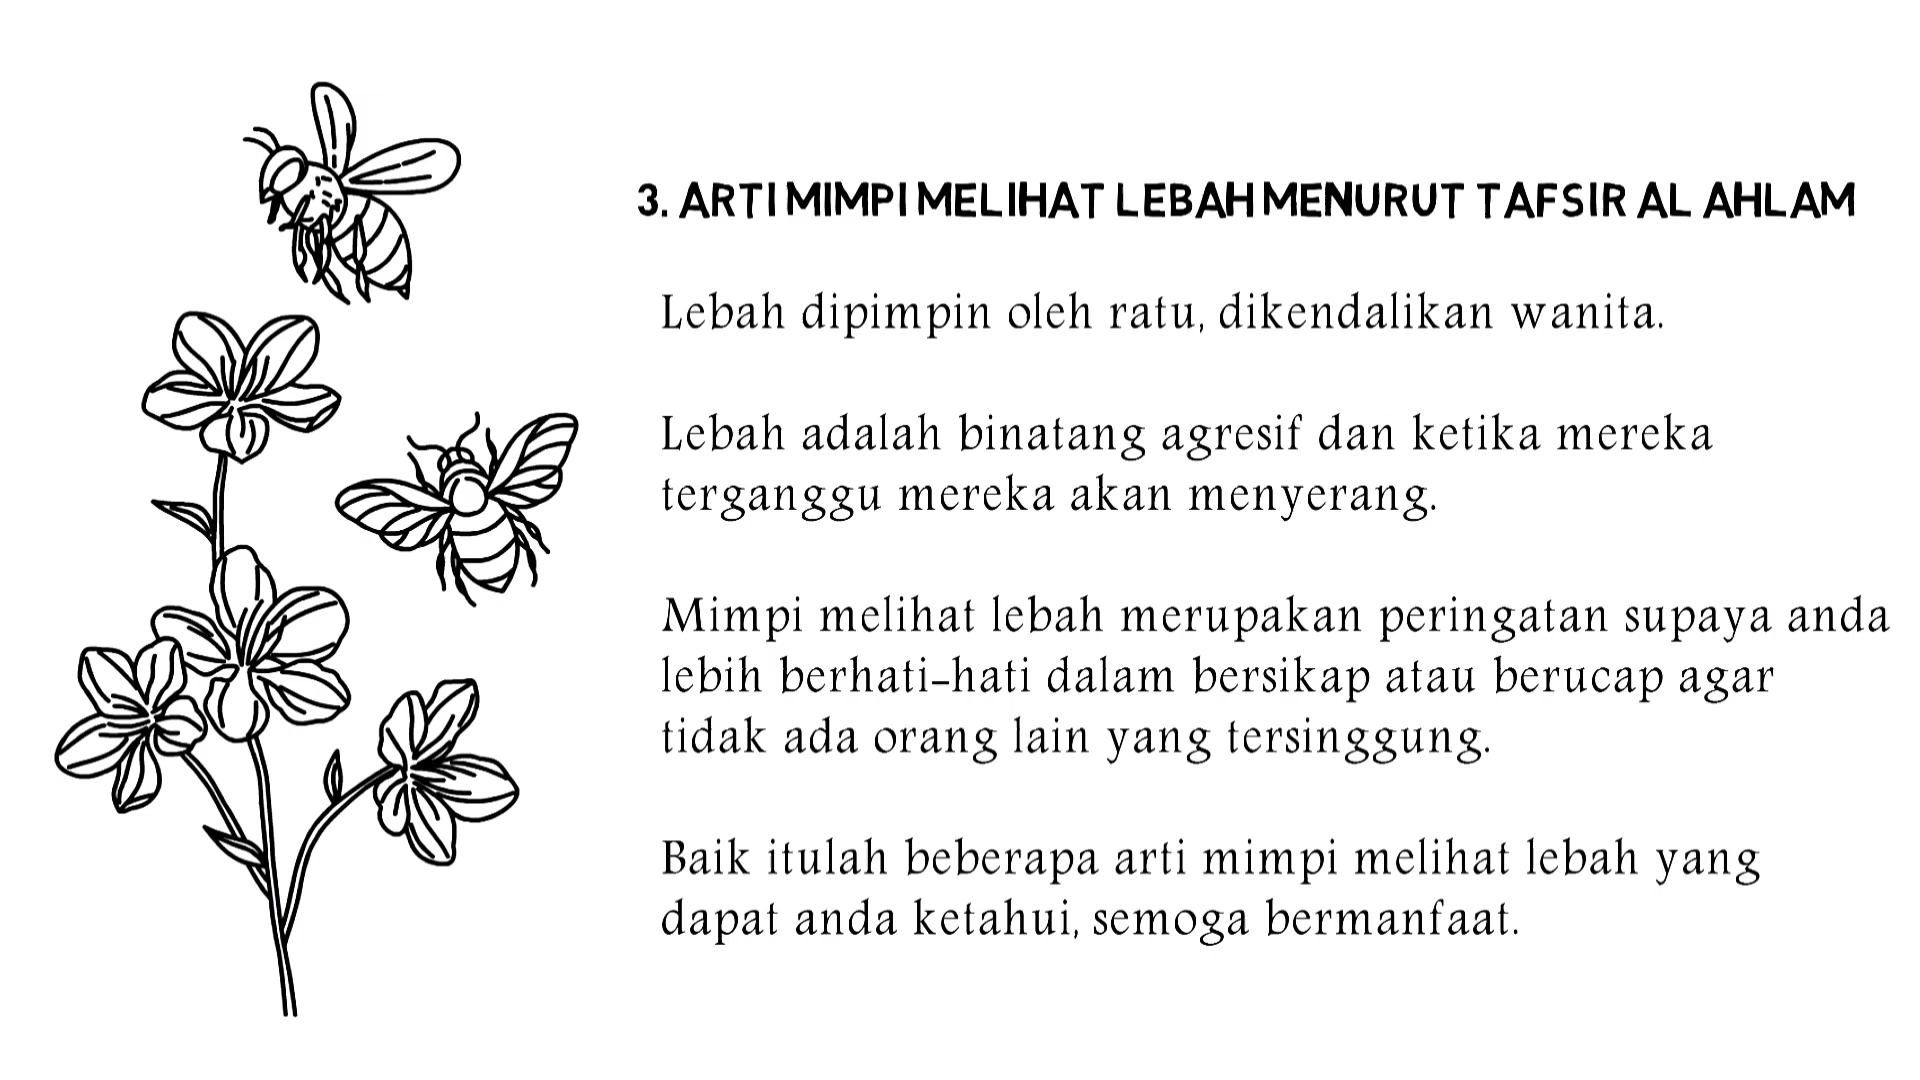 3. ARTI MIMPI MELIHAT LEBAH MENURUT TAFSIR AL AHLAM
Lebah dipimpin oleh ratu, dikendalikan wanita.
Lebah adalah binatang agresif dan ketika mereka
terganggu mereka akan menyerang.
Mimpi melihat lebah merupakan peringatan supaya anda
lebih berhati-hati dalam bersikap atau berucap agar
tidak ada orang lain yang tersinggung.
Baik itulah beberapa arti mimpi melihat lebah yang
dapat anda ketahui, semoga bermanfaat.